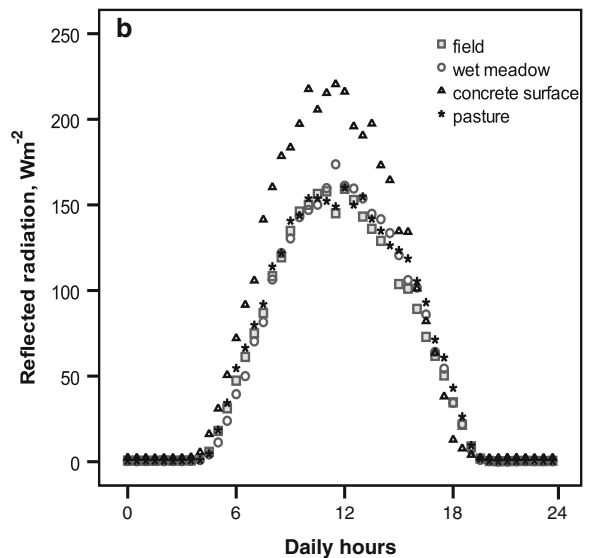 b
field
wet meadow
concrete surface
pasture
Reflected radiation, Wm-2
250
200
150
100
50
0
0 6 12 18 24
Daily hours